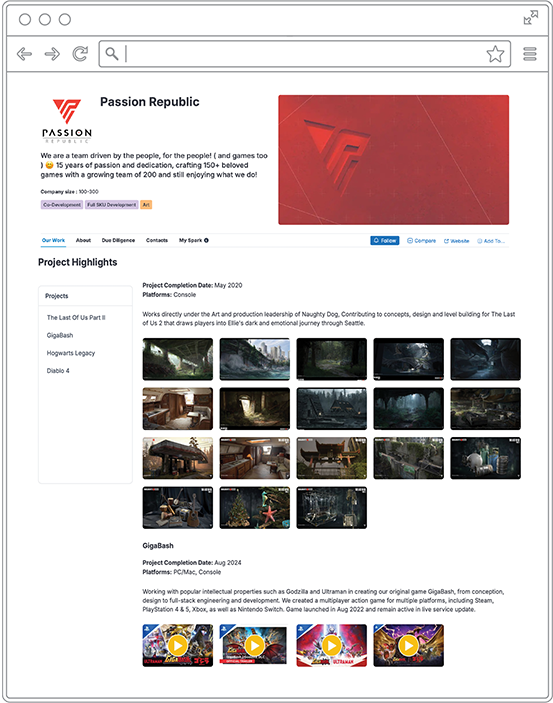 Passion Republic
PASSION
REPUBLIC
We are a team driven by the people, for the people! ( and games too
) 😄 15 years of passion and dedication, crafting 150+ beloved
games with a growing team of 200 and still enjoying what we do!
Company size : 100-300
Co-Development Full SKU Development Art
Our Work About Due Diligence Contacts My Spark Follow Compare Website Add To...
Project Highlights
Projects
The Last Of Us Part II
GigaBash
Hogwarts Legacy
Diablo 4
Project Completion Date: May 2020
Platforms: Console
Works directly under the Art and production leadership of Naughty Dog, Contributing to concepts, design and level building for The Last
of Us 2 that draws players into Ellie's dark and emotional journey through Seattle.
GigaBash
Project Completion Date: Aug 2024
Platforms: PC/Mac, Console
Working with popular intellectual properties such as Godzilla and Ultraman in creating our original game GigaBash, from conception,
design to full-stack engineering and development. We created a multiplayer action game for multiple platforms, including Steam,
PlayStation 4 & 5, Xbox, as well as Nintendo Switch. Game launched in Aug 2022 and remain active in live service update.